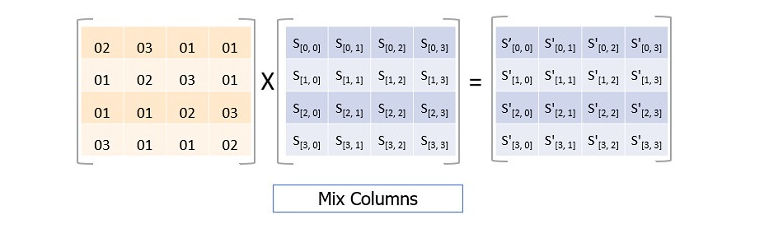 02 03 01 01 S[0, 0] S[0, 1] S[0, 2] S[0, 3] S'[0, 0] S'[0, 1] S'[0, 2] S'[0, 3]
01 02 03 01 S[1, 0] S[1, 1] S[1, 2] S[1, 3] S'[1, 0] S'[1, 1] S'[1, 2] S'[1, 3]
X =
01 01 02 03 S[2, 0] S[2, 1] S[2, 2] S[2, 3] S'[2, 0] S'[2, 1] S'[2, 2] S'[2, 3]
03 01 01 02 S[3, 0] S[3, 1] S[3, 2] S[3, 3] S'[3, 0] S'[3, 1] S'[3, 2] S'[3, 3]
Mix Columns